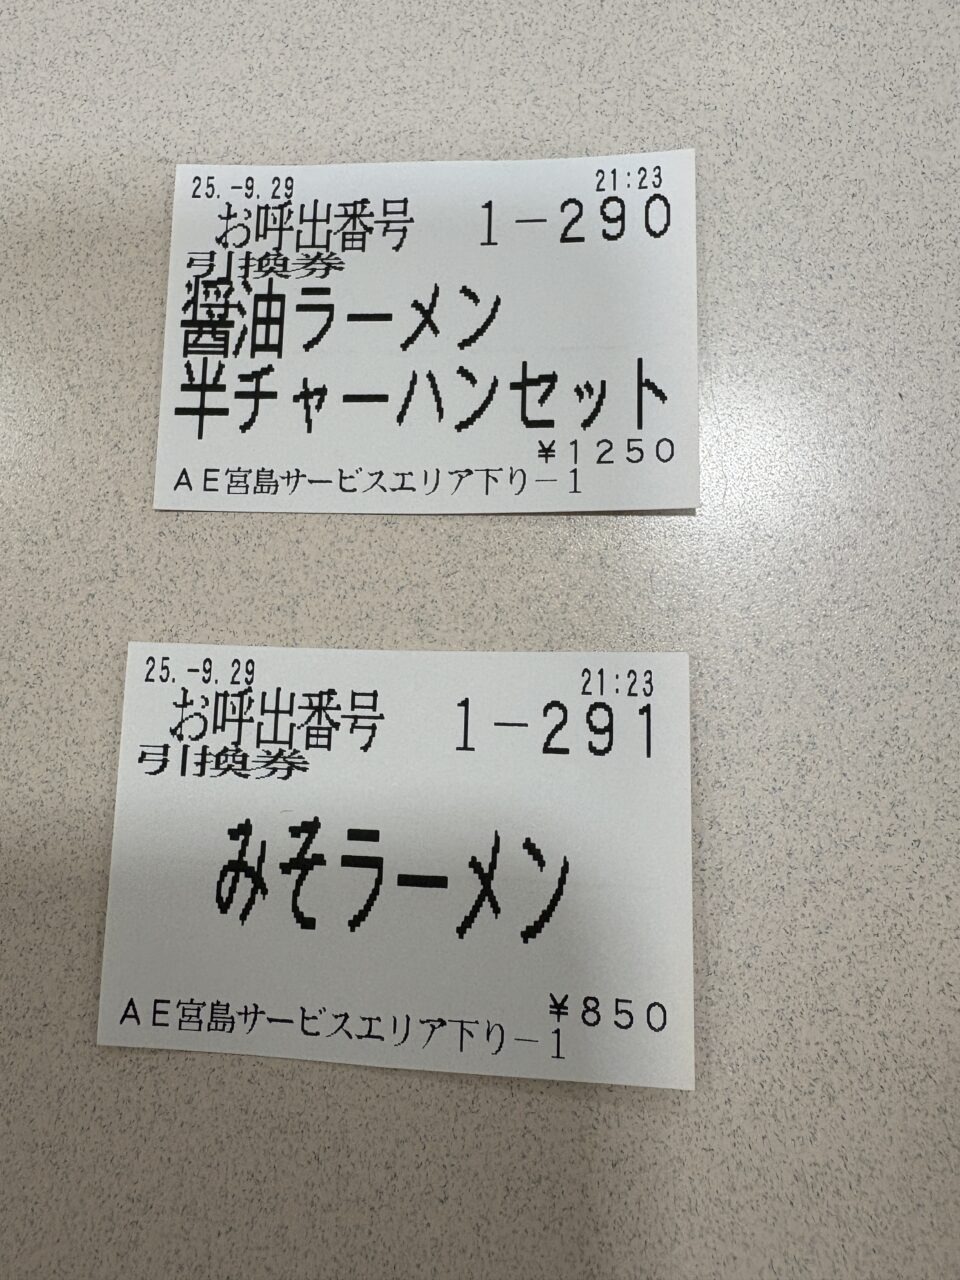 25.-9.29 21:23
お呼出番号 1-290
引換券
醤油ラーメン
半チャーハンセット
¥1250
AE宮島サービスエリア下り-1
25.-9.29 21:23
お呼出番号 1-291
引換券
みそラーメン
¥850
AE宮島サービスエリア下り-1